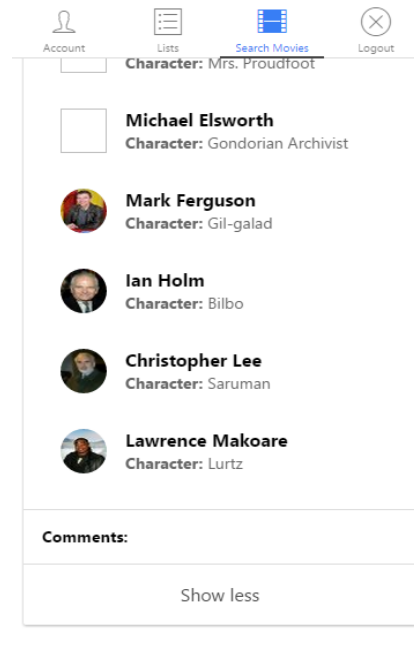 Account
Lists
Search Movies
Logout
Character: Mrs. Proudfoot
Michael Elsworth
Character: Gondorian Archivist
Mark Ferguson
Character: Gil-galad
Ian Holm
Character: Bilbo
Christopher Lee
Character: Saruman
Lawrence Makoare
Character: Lurtz
Comments:
Show less